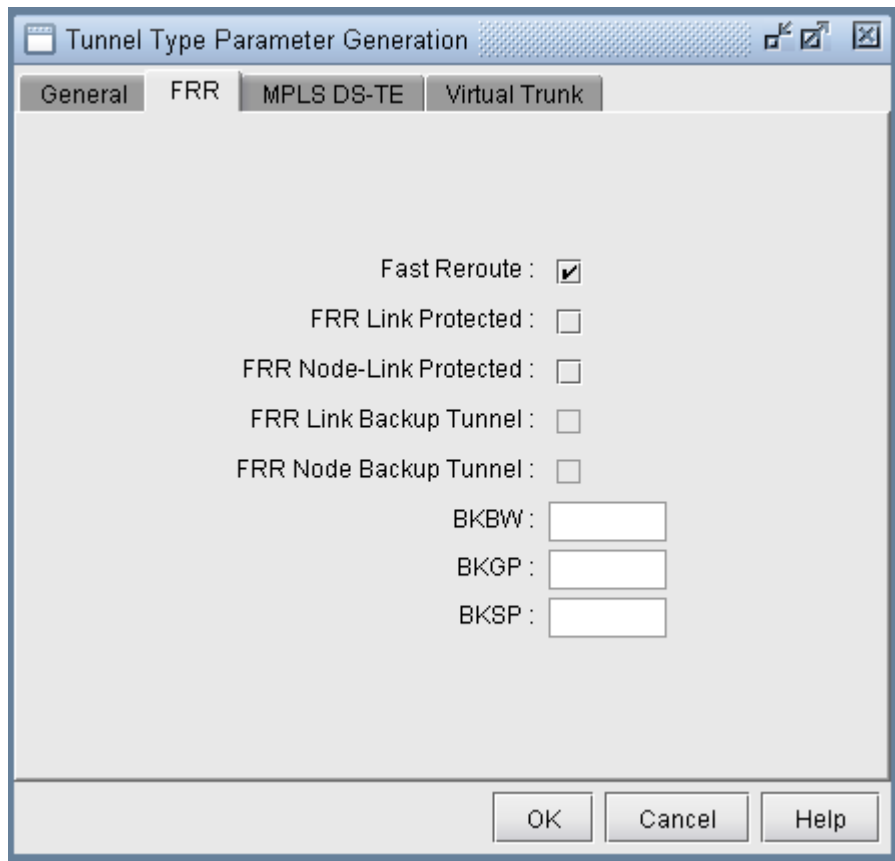 Tunnel Type Parameter Generation
General FRR MPLS DS-TE Virtual Trunk
Fast Reroute :
FRR Link Protected :
FRR Node-Link Protected :
FRR Link Backup Tunnel :
FRR Node Backup Tunnel :
BKBW :
BKGP :
BKSP :
OK Cancel Help